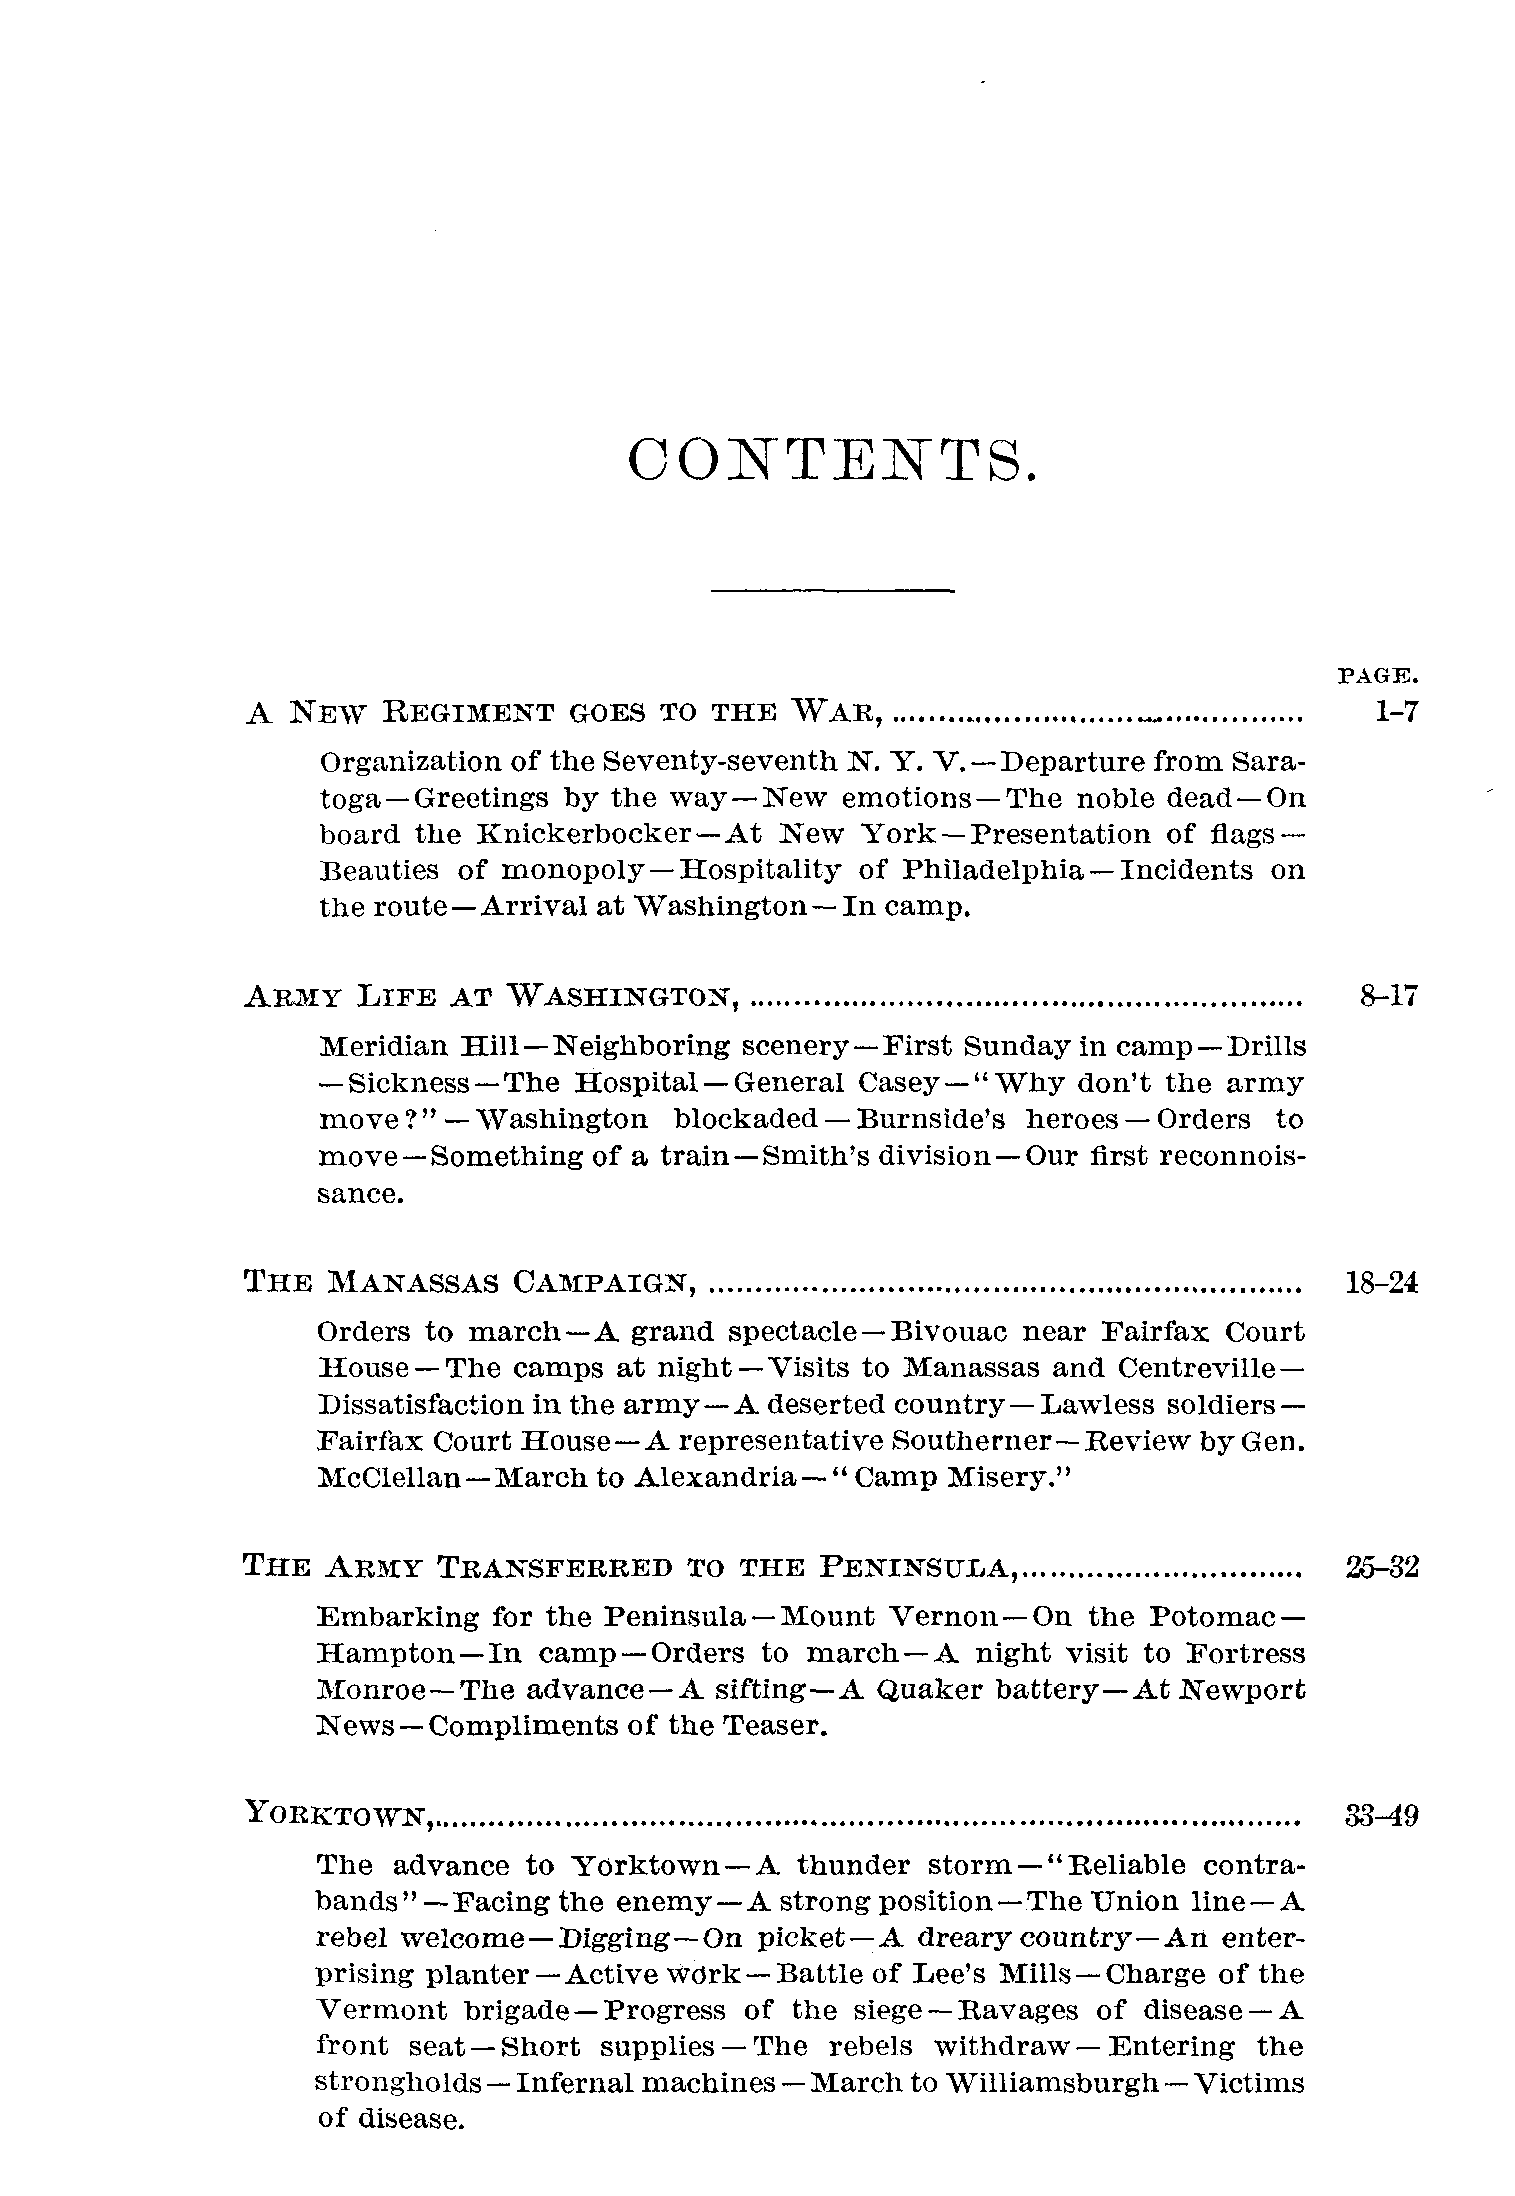 CONTENTS.
PAGE.
A NEW REGIMENT GOES TO THE WAR, ........................................ 1–7
Organization of the Seventy-seventh N. Y. V.—Departure from Sara-
toga—Greetings by the way—New emotions—The noble dead—On
board the Knickerbocker—At New York—Presentation of flags—
Beauties of monopoly—Hospitality of Philadelphia—Incidents on
the route—Arrival at Washington—In camp.
ARMY LIFE AT WASHINGTON, ........................................ 8–17
Meridian Hill—Neighboring scenery—First Sunday in camp—Drills
—Sickness—The Hospital—General Casey—“Why don't the army
move?”—Washington blockaded—Burnside's heroes—Orders to
move—Something of a train—Smith's division—Our first reconnois-
sance.
THE MANASSAS CAMPAIGN, ........................................ 18–24
Orders to march—A grand spectacle—Bivouac near Fairfax Court
House—The camps at night—Visits to Manassas and Centreville—
Dissatisfaction in the army—A deserted country—Lawless soldiers—
Fairfax Court House—A representative Southerner—Review by Gen.
McClellan—March to Alexandria—“Camp Misery.”
THE ARMY TRANSFERRED TO THE PENINSULA, .............................. 25–32
Embarking for the Peninsula—Mount Vernon—On the Potomac—
Hampton—In camp—Orders to march—A night visit to Fortress
Monroe—The advance—A sifting—A Quaker battery—At Newport
News—Compliments of the Teaser.
YORKTOWN, ........................................ 33–49
The advance to Yorktown—A thunder storm—“Reliable contra-
bands”—Facing the enemy—A strong position—The Union line—A
rebel welcome—Digging—On picket—A dreary country—An enter-
prising planter—Active work—Battle of Lee's Mills—Charge of the
Vermont brigade—Progress of the siege—Ravages of disease—A
front seat—Short supplies—The rebels withdraw—Entering the
strongholds—Infernal machines—March to Williamsburgh—Victims
of disease.